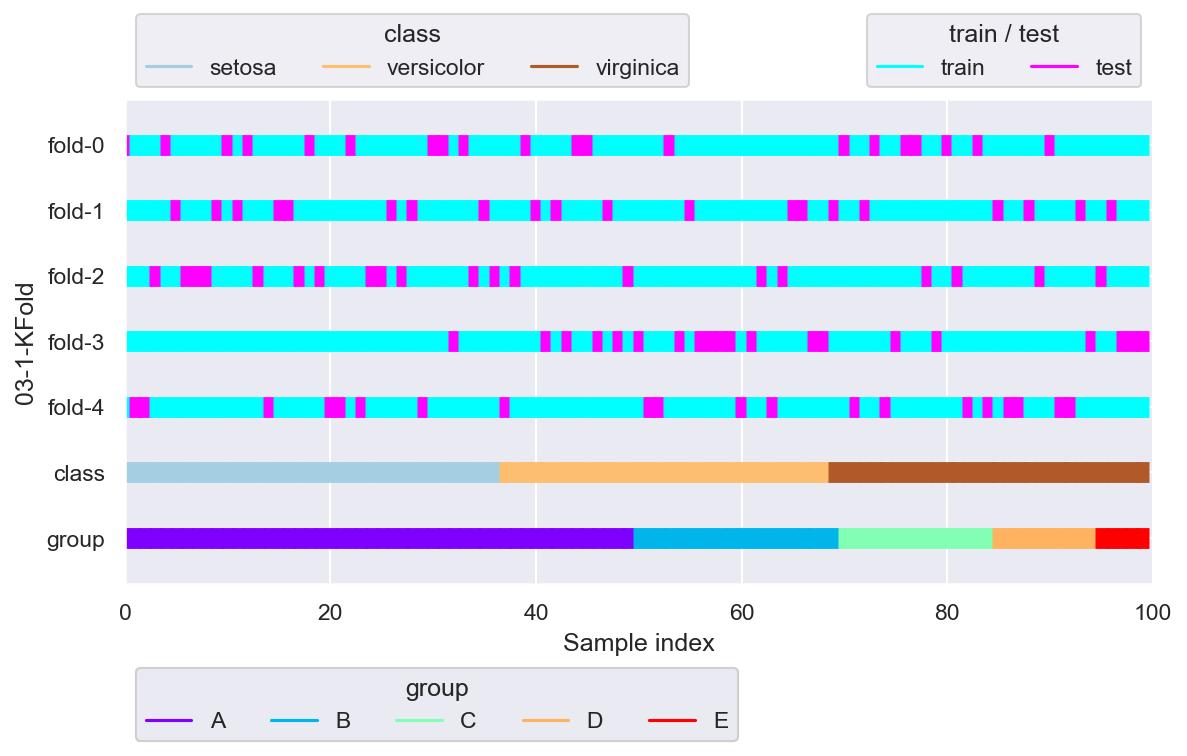 class
setosa versicolor virginica
train / test
train test
03-1-KFold
fold-0
fold-1
fold-2
fold-3
fold-4
class
group
0 20 40 60 80 100
Sample index
group
A B C D E